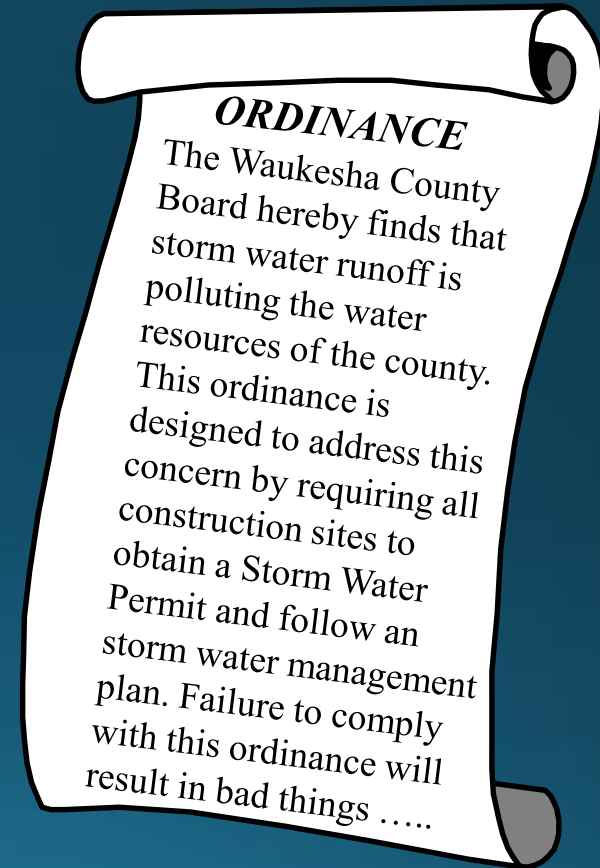 ORDINANCE
The Waukesha County
Board hereby finds that
storm water runoff is
polluting the water
resources of the county.
This ordinance is
designed to address this
concern by requiring all
construction sites to
obtain a Storm Water
Permit and follow an
storm water management
plan. Failure to comply
with this ordinance will
result in bad things …..